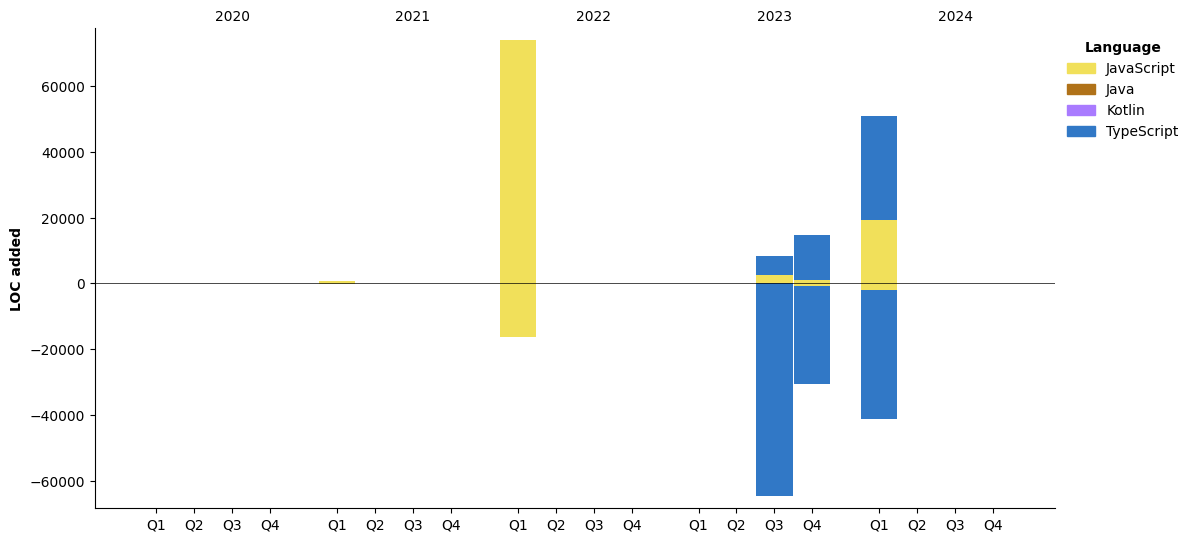 2020 2021 2022 2023 2024
Language
JavaScript
Java
Kotlin
TypeScript
LOC added
60000
40000
20000
0
−20000
−40000
−60000
Q1 Q2 Q3 Q4 Q1 Q2 Q3 Q4 Q1 Q2 Q3 Q4 Q1 Q2 Q3 Q4 Q1 Q2 Q3 Q4